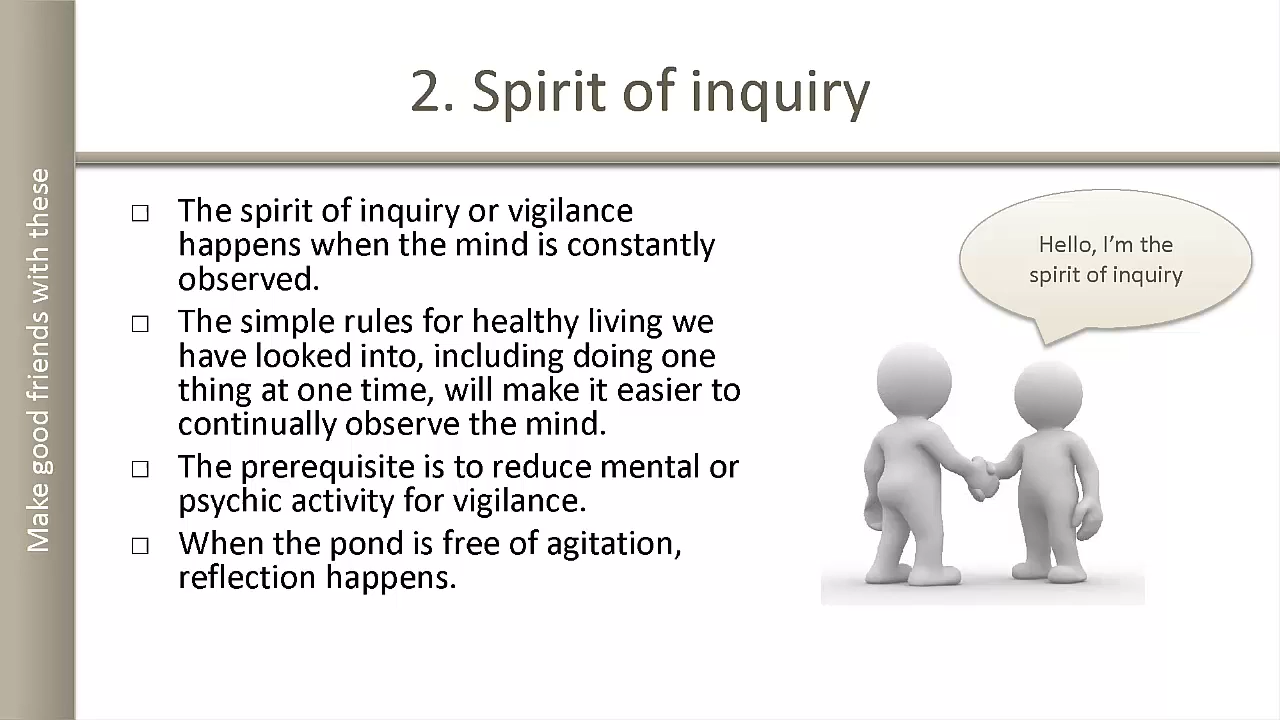 2. Spirit of inquiry
Make good friends with these
□ The spirit of inquiry or vigilance
happens when the mind is constantly
observed.
□ The simple rules for healthy living we
have looked into, including doing one
thing at one time, will make it easier to
continually observe the mind.
□ The prerequisite is to reduce mental or
psychic activity for vigilance.
□ When the pond is free of agitation,
reflection happens.
Hello, I’m the
spirit of inquiry